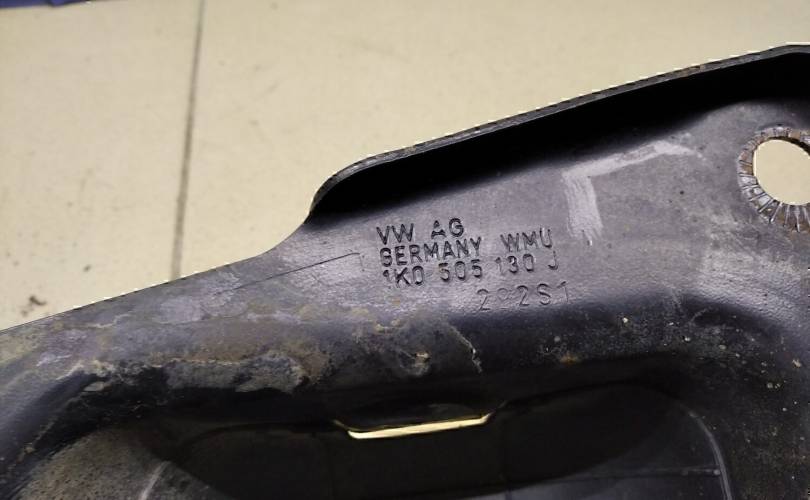 VW AG
GERMANY WMU
1K0 505 130 J